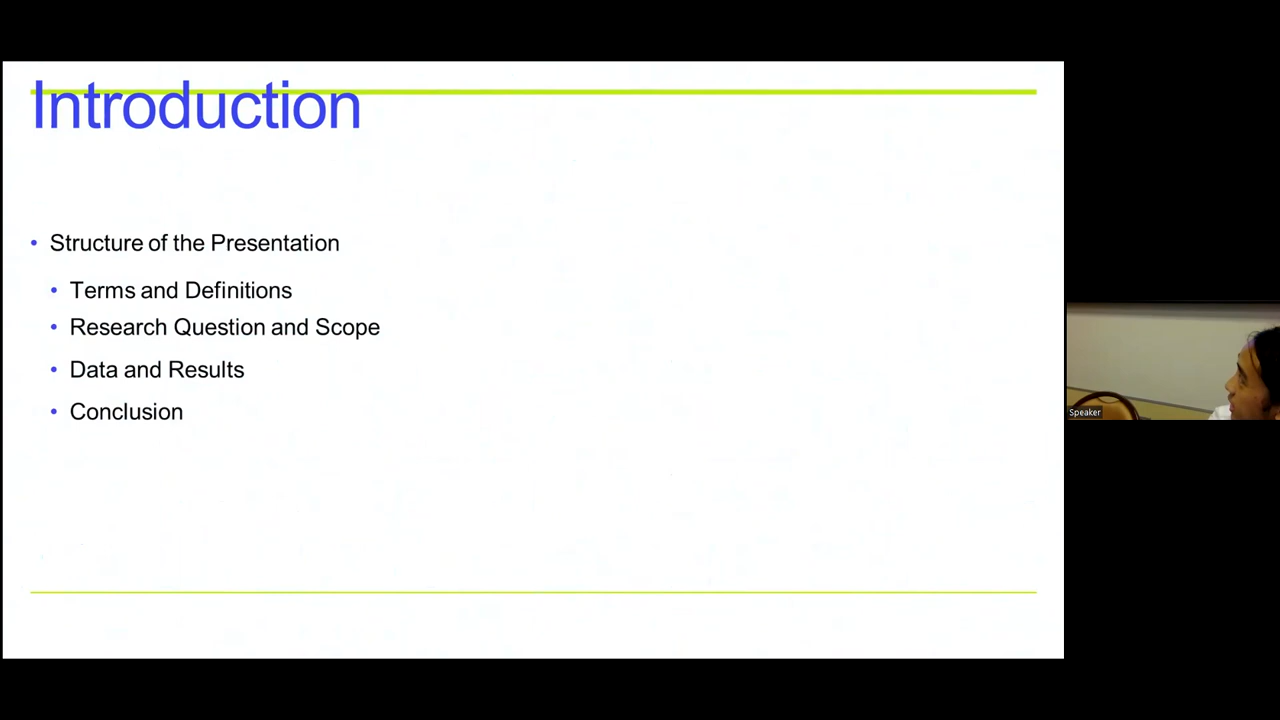 Introduction
• Structure of the Presentation
• Terms and Definitions
• Research Question and Scope
• Data and Results
• Conclusion
Speaker